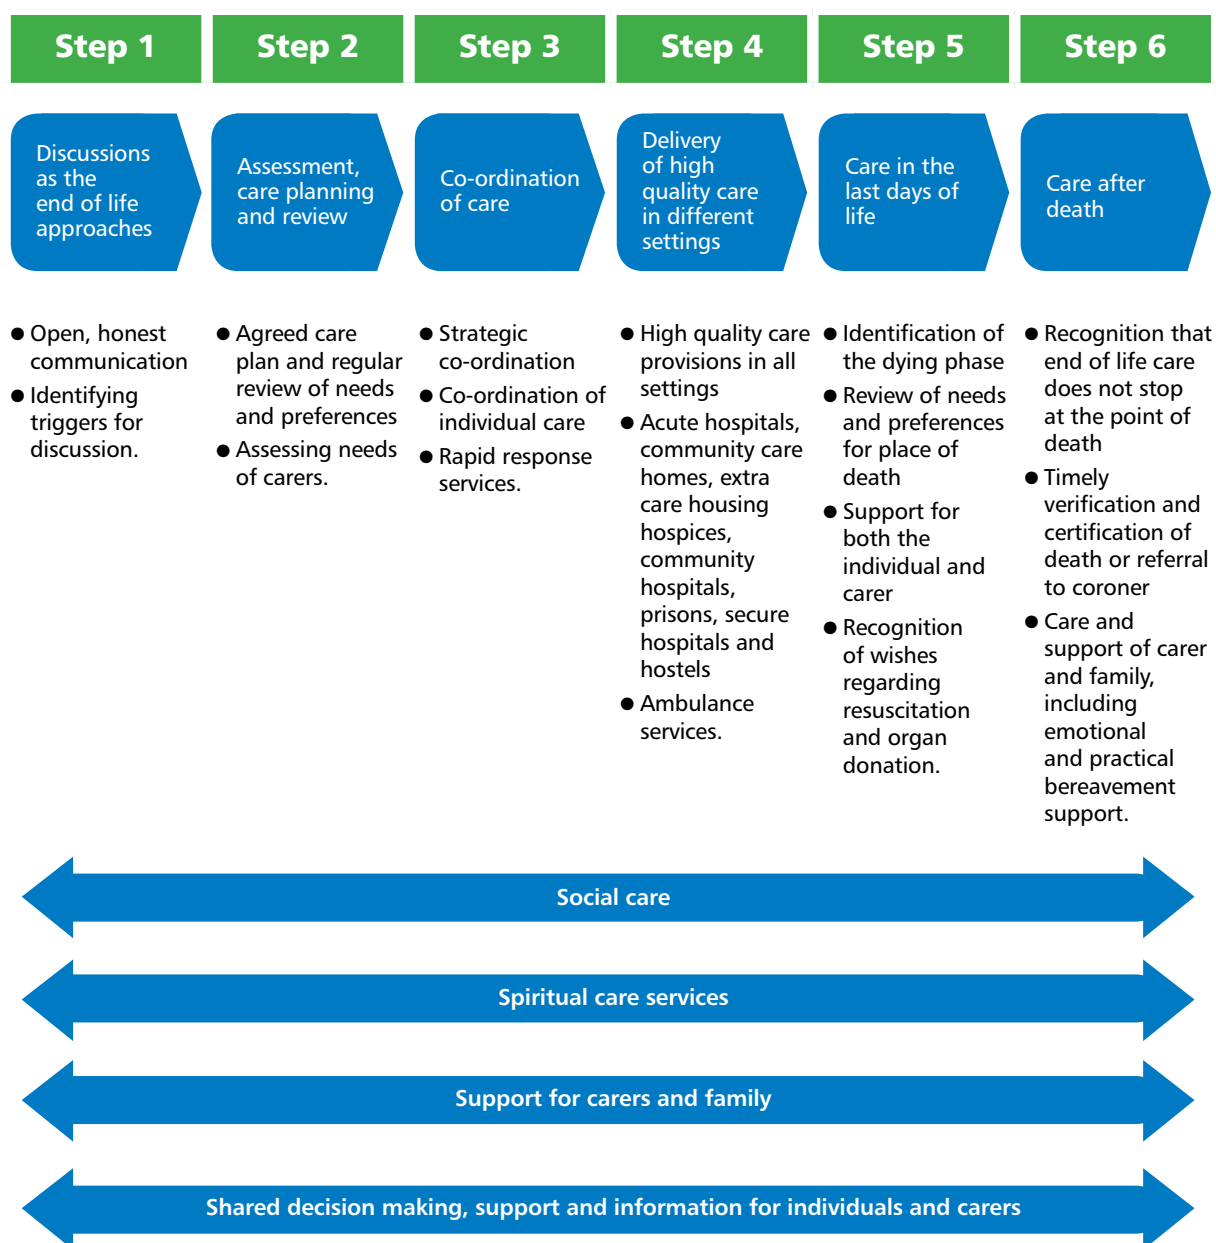 Step 1
Step 2
Step 3
Step 4
Step 5
Step 6
Discussions
as the
end of life
approaches
Assessment,
care planning
and review
Co-ordination
of care
Delivery
of high
quality care
in different
settings
Care in the
last days of
life
Care after
death
● Open, honest
communication
● Identifying
triggers for
discussion.
● Agreed care
plan and regular
review of needs
and preferences
● Assessing needs
of carers.
● Strategic
co-ordination
● Co-ordination of
individual care
● Rapid response
services.
● High quality care
provisions in all
settings
● Acute hospitals,
community care
homes, extra
care housing
hospices,
community
hospitals,
prisons, secure
hospitals and
hostels
● Ambulance
services.
● Identification of
the dying phase
● Review of needs
and preferences
for place of
death
● Support for
both the
individual and
carer
● Recognition
of wishes
regarding
resuscitation
and organ
donation.
● Recognition that
end of life care
does not stop
at the point of
death
● Timely
verification and
certification of
death or referral
to coroner
● Care and
support of carer
and family,
including
emotional
and practical
bereavement
support.
Social care
Spiritual care services
Support for carers and family
Shared decision making, support and information for individuals and carers